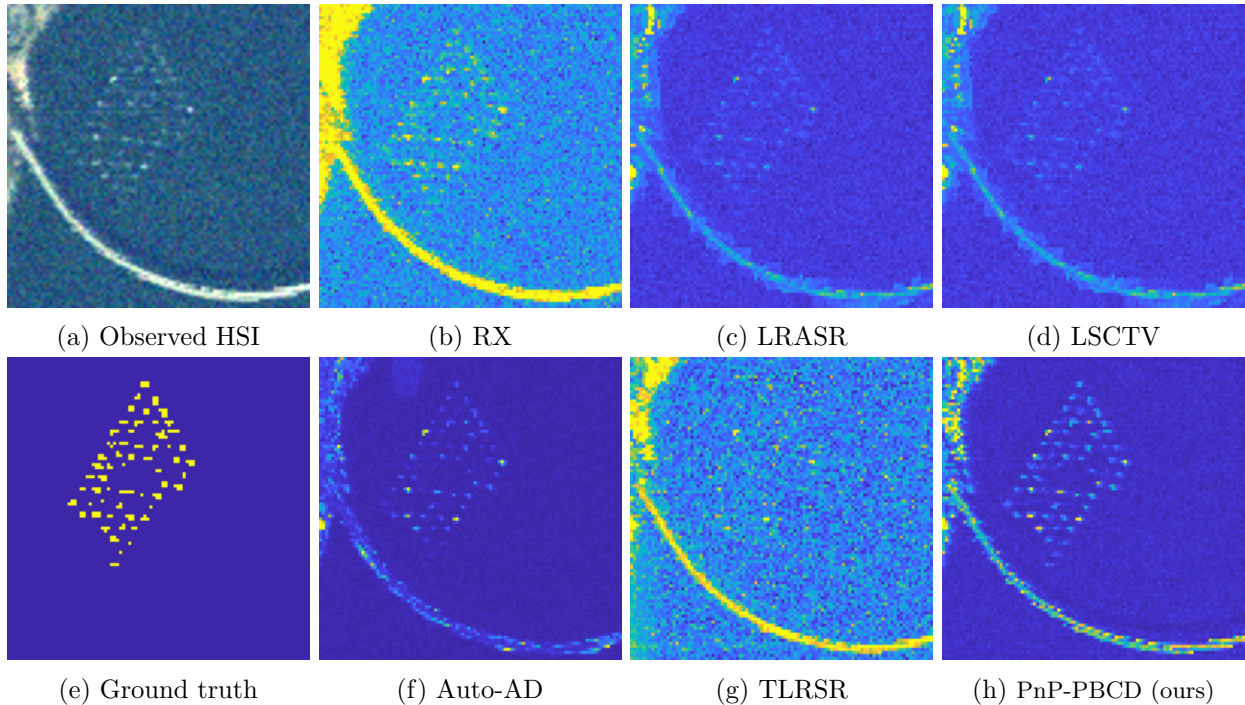 (a) Observed HSI
(b) RX
(c) LRASR
(d) LSCTV
(e) Ground truth
(f) Auto-AD
(g) TLRSR
(h) PnP-PBCD (ours)